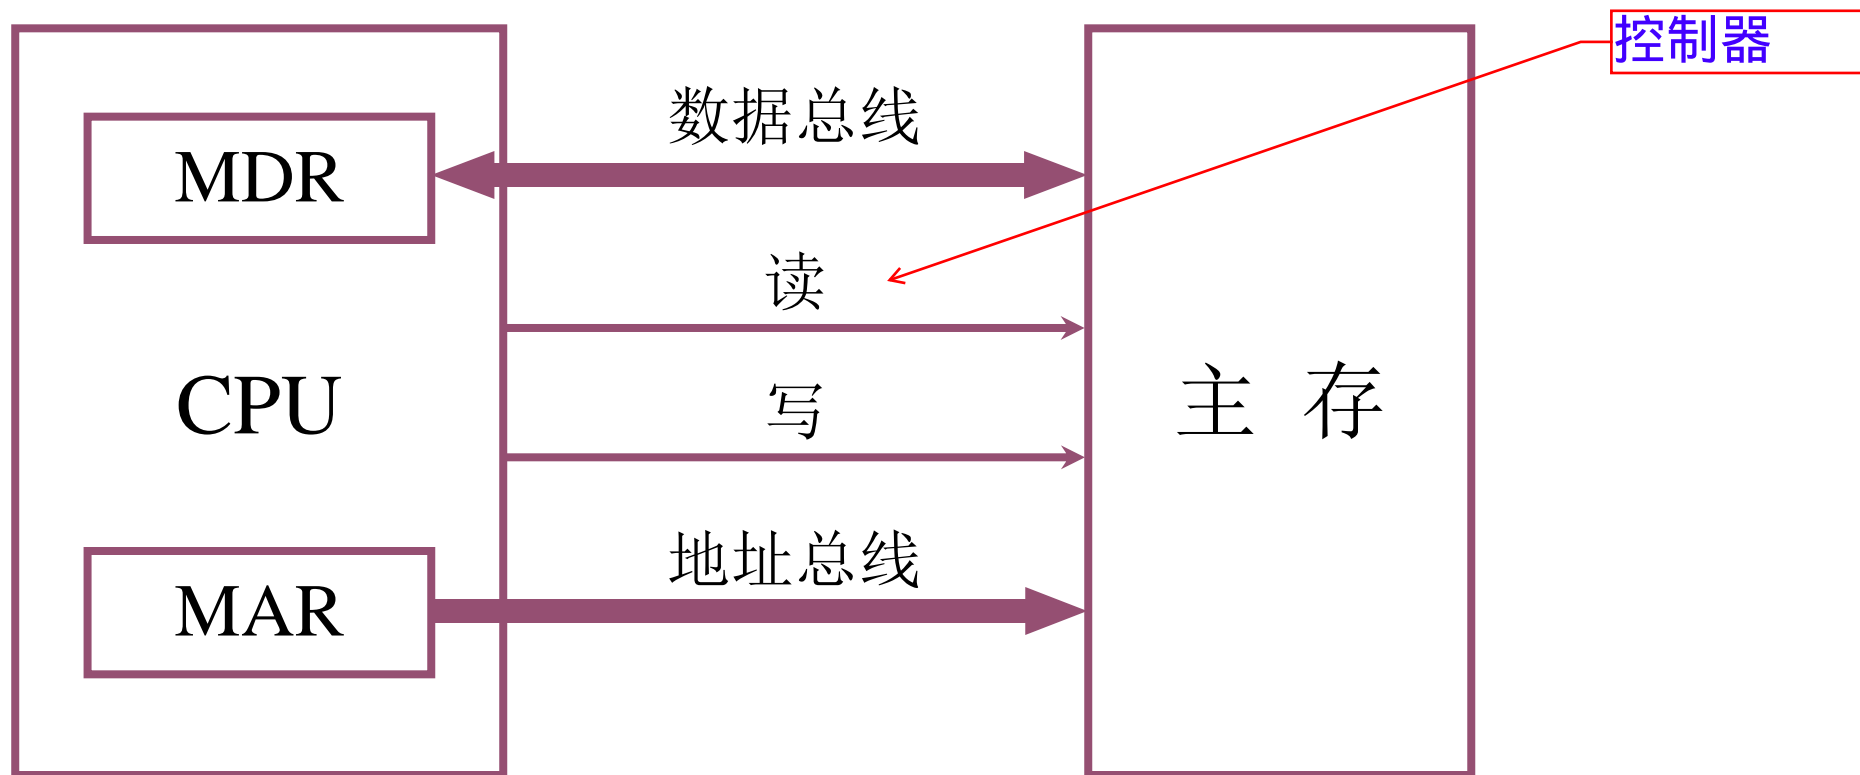 控制器
数据总线
MDR
读
CPU
写
主 存
地址总线
MAR